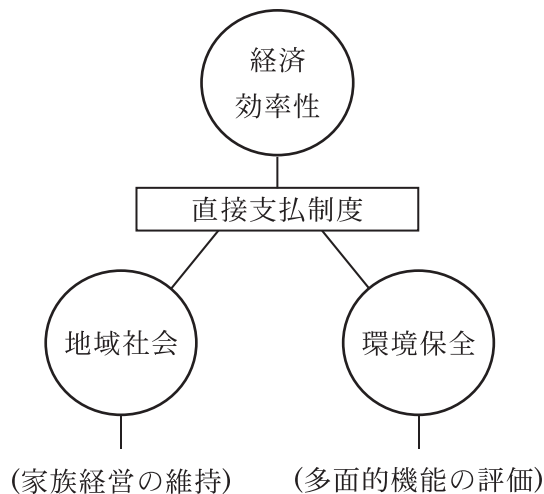 経済
効率性
直接支払制度
地域社会
環境保全
(家族経営の維持)
(多面的機能の評価)